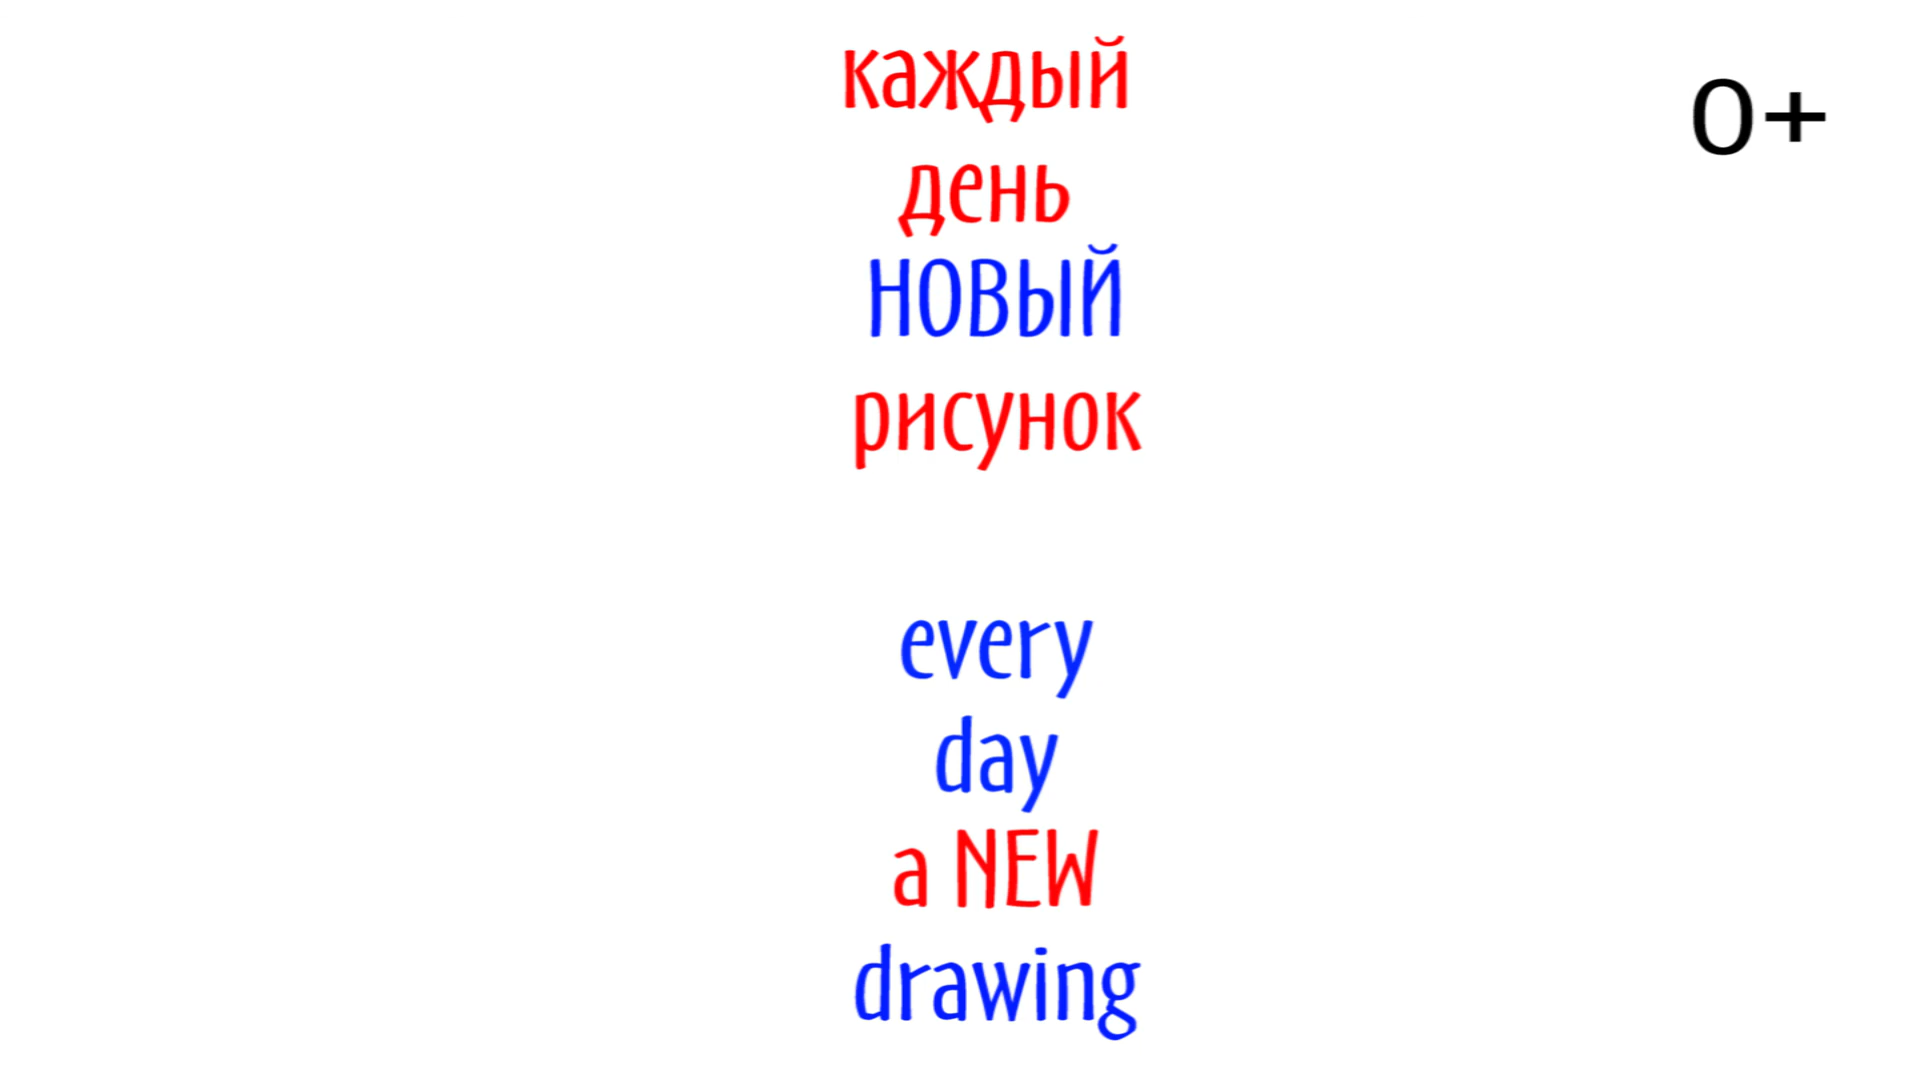 каждый
0+
день
НОВЫЙ
рисунок
every
day
a NEW
drawing